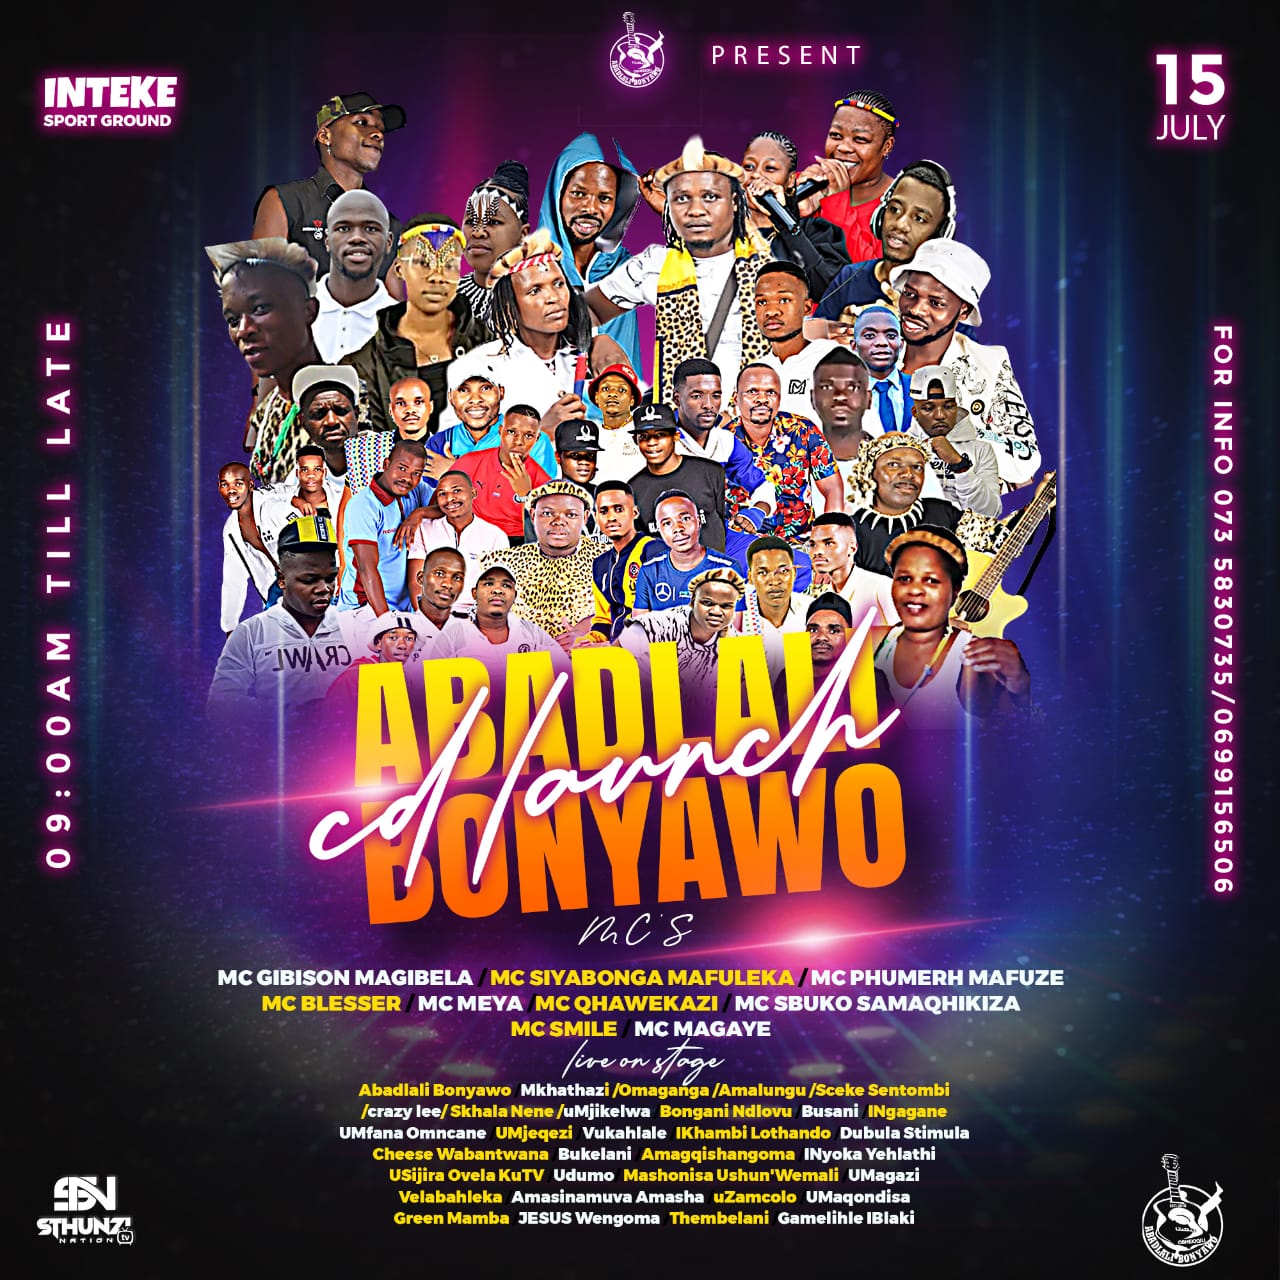 PRESENT
INTEKE
SPORT GROUND
15
JULY
09:00AM TILL LATE
FOR INFO 073 5830735/0699156506
ABADLALI
cd launch
BONYAWO
MC'S
MC GIBISON MAGIBELA / MC SIYABONGA MAFULEKA / MC PHUMERH MAFUZE
MC BLESSER / MC MEYA / MC QHAWEKAZI / MC SBUKO SAMAQHIKIZA
MC SMILE / MC MAGAYE
live on stage
Abadlali Bonyawo / Mkhathazi /Omaganga /Amalungu /Sceke Sentombi
/crazy lee/ Skhala Nene /uMjikelwa / Bongani Ndlovu / Busani / INgagane
UMfana Omncane / UMjeqezi / Vukahlale / IKhambi Lothando / Dubula Stimula
Cheese Wabantwana / Bukelani / Amagqishangoma / INyoka Yehlathi
USijira Ovela KuTV / Udumo / Mashonisa Ushun'Wemali / UMagazi
Velabahleka / Amasinamuva Amasha / uZamcolo / UMaqondisa
Green Mamba / JESUS Wengoma / Thembelani / Gamelihle IBlaki
STHUNZI
NATION tv
ABADLALI BONYAWO